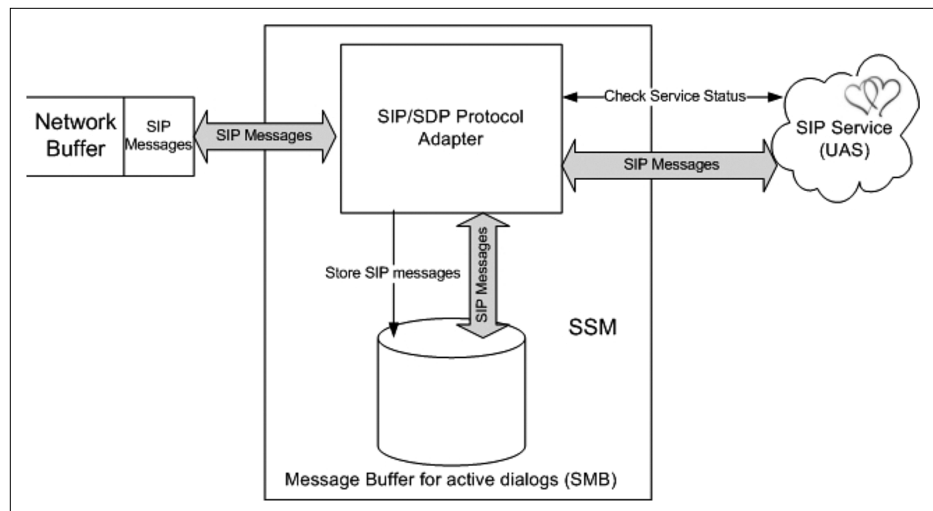 Network
Buffer
SIP
Messages
SIP Messages
SIP/SDP Protocol
Adapter
Check Service Status
SIP Messages
SIP Service
(UAS)
Store SIP messages
SIP Messages
SSM
Message Buffer for active dialogs (SMB)